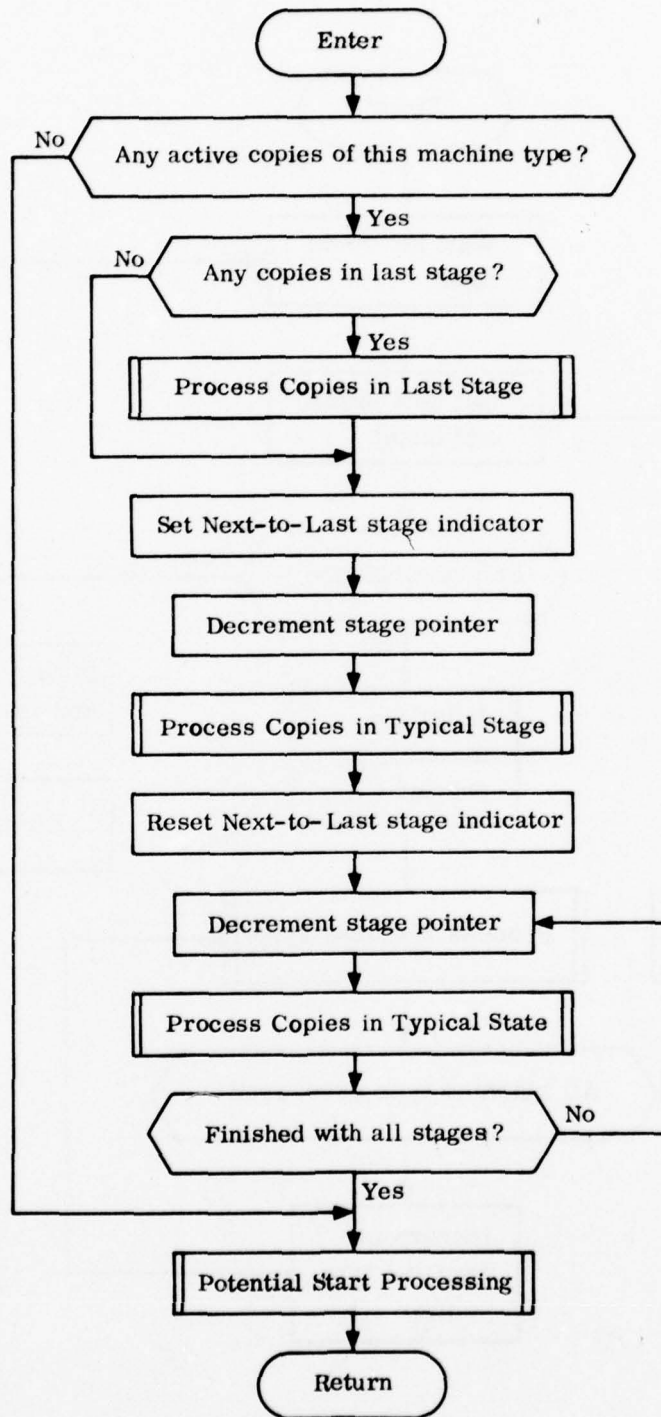 Enter
No
Any active copies of this machine type?
Yes
No
Any copies in last stage?
Yes
Process Copies in Last Stage
Set Next-to-Last stage indicator
Decrement stage pointer
Process Copies in Typical Stage
Reset Next-to-Last stage indicator
Decrement stage pointer
Process Copies in Typical State
Finished with all stages?
No
Yes
Potential Start Processing
Return